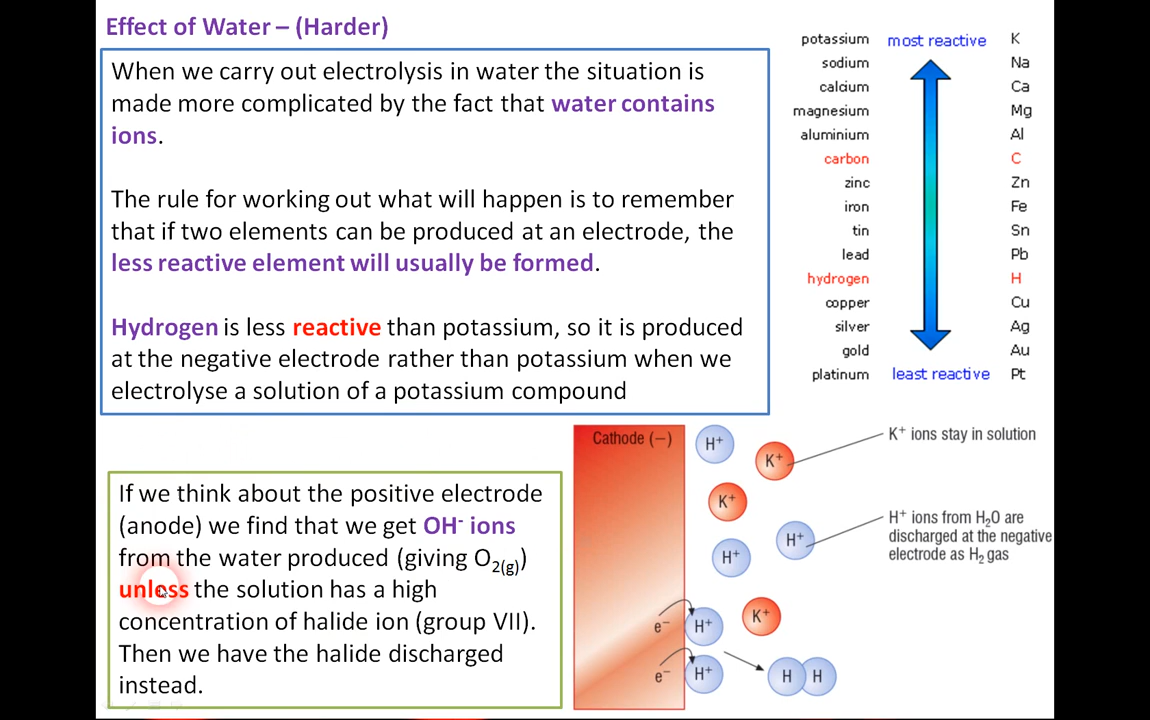 Effect of Water – (Harder)
When we carry out electrolysis in water the situation is
made more complicated by the fact that water contains
ions.
The rule for working out what will happen is to remember
that if two elements can be produced at an electrode, the
less reactive element will usually be formed.
Hydrogen is less reactive than potassium, so it is produced
at the negative electrode rather than potassium when we
electrolyse a solution of a potassium compound
potassium most reactive K
sodium Na
calcium Ca
magnesium Mg
aluminium Al
carbon C
zinc Zn
iron Fe
tin Sn
lead Pb
hydrogen H
copper Cu
silver Ag
gold Au
platinum least reactive Pt
If we think about the positive electrode
(anode) we find that we get OH⁻ ions
from the water produced (giving O₂₍g₎)
unless the solution has a high
concentration of halide ion (group VII).
Then we have the halide discharged
instead.
Cathode (−)
H⁺
K⁺
K⁺ ions stay in solution
K⁺
H⁺
H⁺
H⁺ ions from H₂O are
discharged at the negative
electrode as H₂ gas
e⁻ H⁺ K⁺
e⁻ H⁺ H H